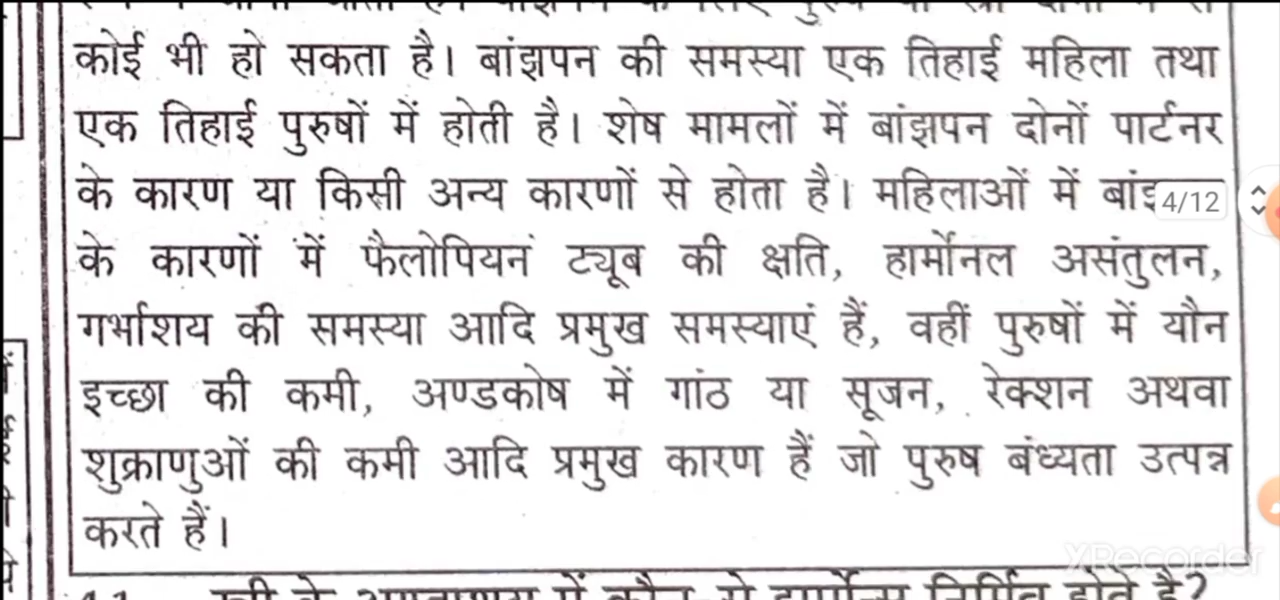 कोई भी हो सकता है। बांझपन की समस्या एक तिहाई महिला तथा
एक तिहाई पुरुषों में होती है। शेष मामलों में बांझपन दोनों पार्टनर
के कारण या किसी अन्य कारणों से होता है। महिलाओं में
4/12
के कारणों में फैलोपियनं ट्यूब की क्षति, हार्मोनल असंतुलन,
गर्भाशय की समस्या आदि प्रमुख समस्याएं हैं, वहीं पुरुषों में यौन
इच्छा की कमी, अण्डकोष में गांठ या सूजन, रेक्शन अथवा
शुक्राणुओं की कमी आदि प्रमुख कारण हैं जो पुरुष बंध्यता उत्पन्न
करते हैं।
XRecorder